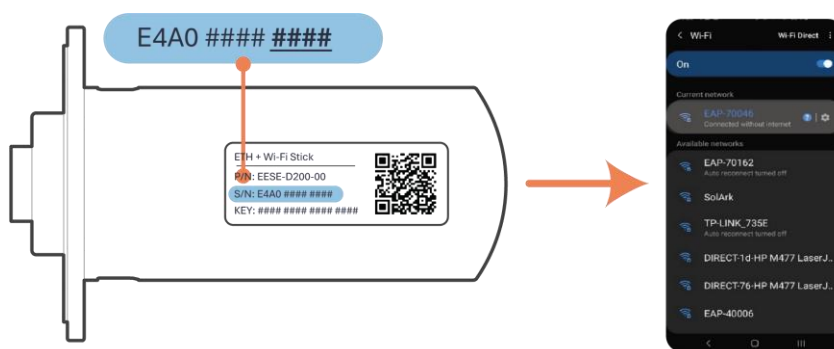 E4A0 #### ####
ETH + Wi-Fi Stick
P/N: EESE-D200-00
S/N: E4A0 #### ####
KEY: #### #### #### ####
Wi-Fi
Wi-Fi Direct
On
Current network
EAP-70046
Connected without internet
Available networks
EAP-70162
Auto reconnect turned off
SolArk
TP-LINK_735E
Auto reconnect turned off
DIRECT-1d-HP M477 LaserJ..
DIRECT-76-HP M477 LaserJ..
EAP-40006